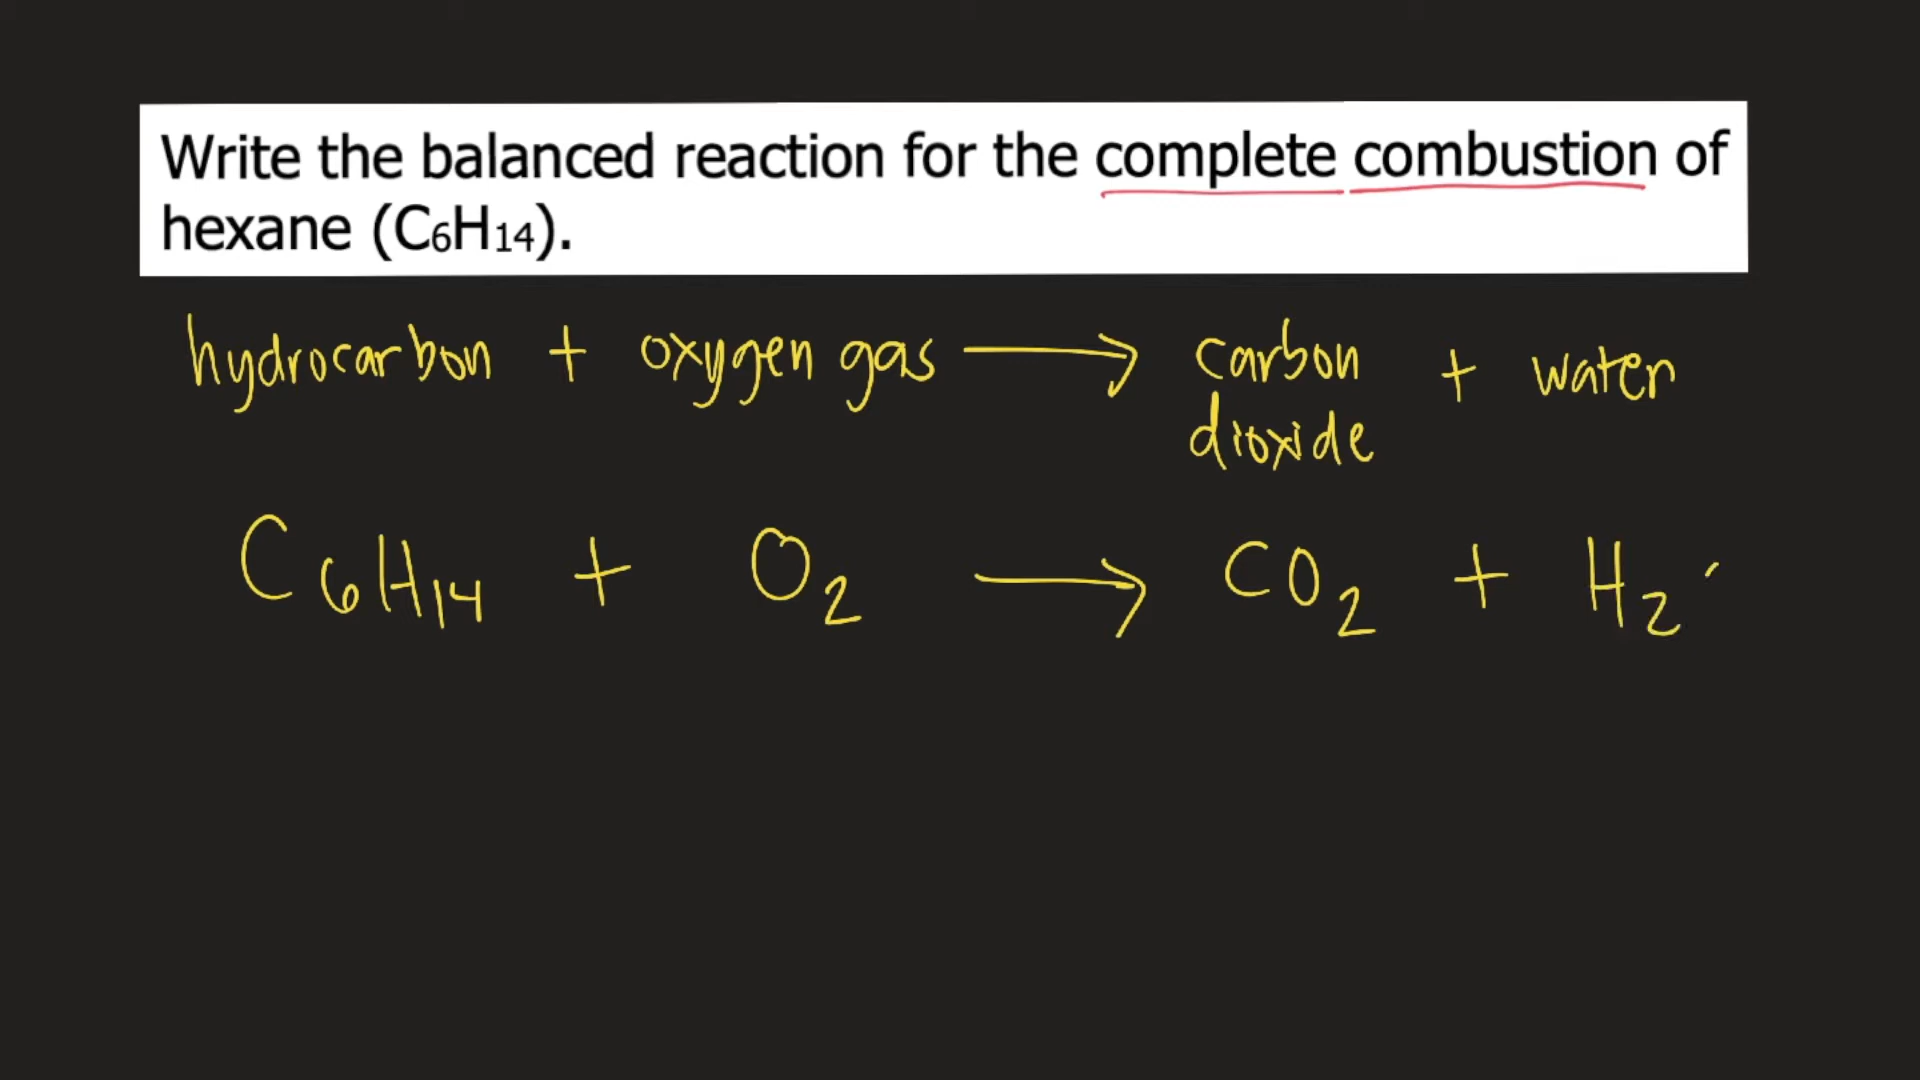 Write the balanced reaction for the complete combustion of
hexane (C₆H₁₄).
hydrocarbon + oxygen gas ⟶ carbon + water
dioxide
C₆H₁₄ + O₂ ⟶ CO₂ + H₂